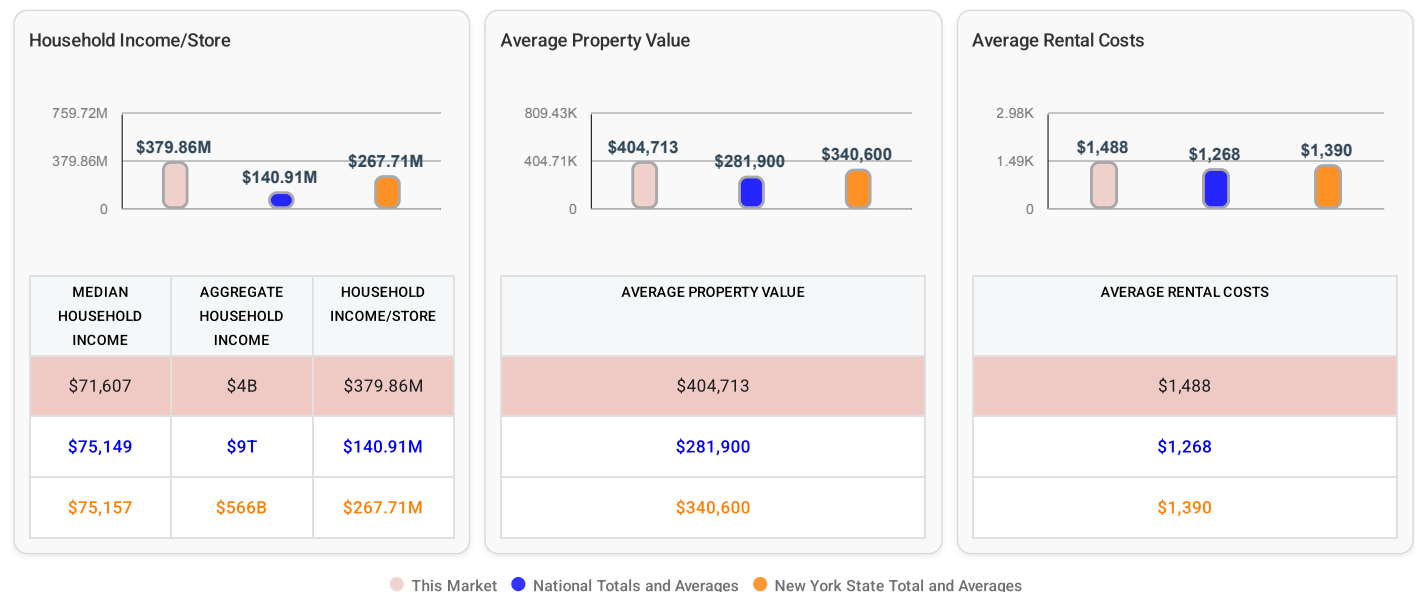 Household Income/Store
759.72M
379.86M
0
$379.86M
$140.91M
$267.71M
MEDIAN HOUSEHOLD INCOME
AGGREGATE HOUSEHOLD INCOME
HOUSEHOLD INCOME/STORE
$71,607 $4B $379.86M
$75,149 $9T $140.91M
$75,157 $566B $267.71M
Average Property Value
809.43K
404.71K
0
$404,713
$281,900
$340,600
AVERAGE PROPERTY VALUE
$404,713
$281,900
$340,600
Average Rental Costs
2.98K
1.49K
0
$1,488
$1,268
$1,390
AVERAGE RENTAL COSTS
$1,488
$1,268
$1,390
This Market National Totals and Averages New York State Total and Averages